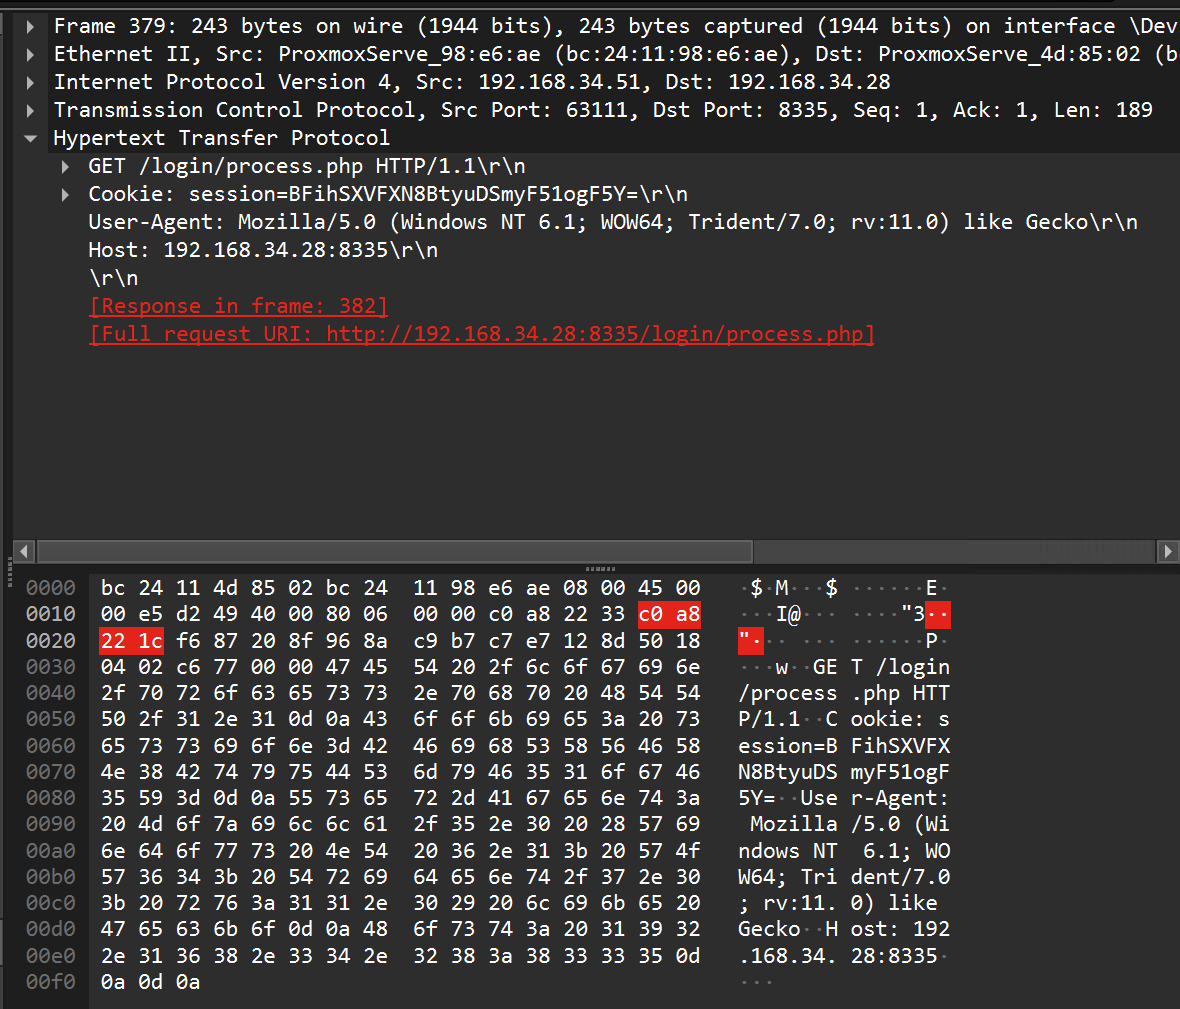 Frame 379: 243 bytes on wire (1944 bits), 243 bytes captured (1944 bits) on interface \Dev
Ethernet II, Src: ProxmoxServe_98:e6:ae (bc:24:11:98:e6:ae), Dst: ProxmoxServe_4d:85:02 (b
Internet Protocol Version 4, Src: 192.168.34.51, Dst: 192.168.34.28
Transmission Control Protocol, Src Port: 63111, Dst Port: 8335, Seq: 1, Ack: 1, Len: 189
Hypertext Transfer Protocol
GET /login/process.php HTTP/1.1\r\n
Cookie: session=BFihSXVFXN8BtyuDSmyF51ogF5Y=\r\n
User-Agent: Mozilla/5.0 (Windows NT 6.1; WOW64; Trident/7.0; rv:11.0) like Gecko\r\n
Host: 192.168.34.28:8335\r\n
\r\n
[Response in frame: 382]
[Full request URI: http://192.168.34.28:8335/login/process.php]
0000 bc 24 11 4d 85 02 bc 24 11 98 e6 ae 08 00 45 00 ·$·M···$ ······E·
0010 00 e5 d2 49 40 00 80 06 00 00 c0 a8 22 33 c0 a8 ···I@··· ····"3··
0020 22 1c f6 87 20 8f 96 8a c9 b7 c7 e7 12 8d 50 18 "··· ··· ······P·
0030 04 02 c6 77 00 00 47 45 54 20 2f 6c 6f 67 69 6e ···w··GE T /login
0040 2f 70 72 6f 63 65 73 73 2e 70 68 70 20 48 54 54 /process .php HTT
0050 50 2f 31 2e 31 0d 0a 43 6f 6f 6b 69 65 3a 20 73 P/1.1··C ookie: s
0060 65 73 73 69 6f 6e 3d 42 46 69 68 53 58 56 46 58 ession=B FihSXVFX
0070 4e 38 42 74 79 75 44 53 6d 79 46 35 31 6f 67 46 N8BtyuDS myF51ogF
0080 35 59 3d 0d 0a 55 73 65 72 2d 41 67 65 6e 74 3a 5Y=··Use r-Agent:
0090 20 4d 6f 7a 69 6c 6c 61 2f 35 2e 30 20 28 57 69 Mozilla /5.0 (Wi
00a0 6e 64 6f 77 73 20 4e 54 20 36 2e 31 3b 20 57 4f ndows NT 6.1; WO
00b0 57 36 34 3b 20 54 72 69 64 65 6e 74 2f 37 2e 30 W64; Tri dent/7.0
00c0 3b 20 72 76 3a 31 31 2e 30 29 20 6c 69 6b 65 20 ; rv:11. 0) like
00d0 47 65 63 6b 6f 0d 0a 48 6f 73 74 3a 20 31 39 32 Gecko··H ost: 192
00e0 2e 31 36 38 2e 33 34 2e 32 38 3a 38 33 33 35 0d .168.34. 28:8335·
00f0 0a 0d 0a ···